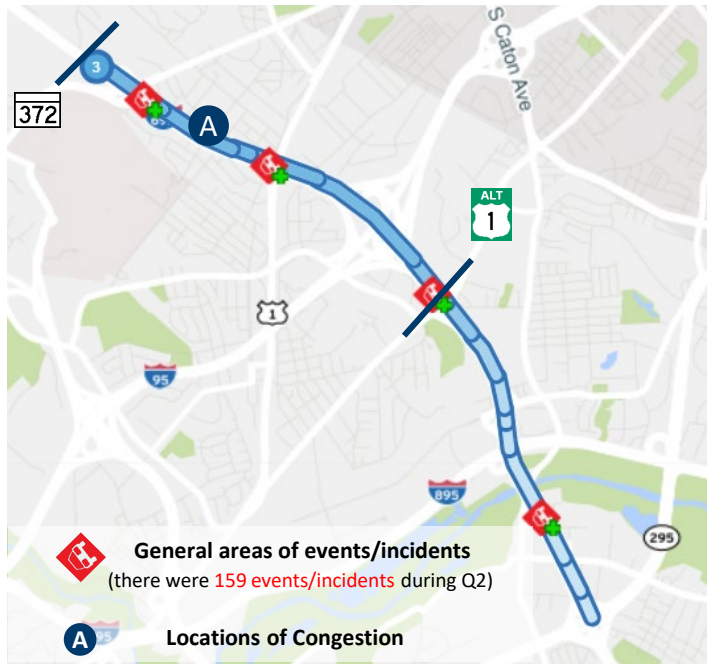 S Caton Ave
3
372
A
ALT
1
1
95
895
295
General areas of events/incidents
(there were 159 events/incidents during Q2)
A
Locations of Congestion